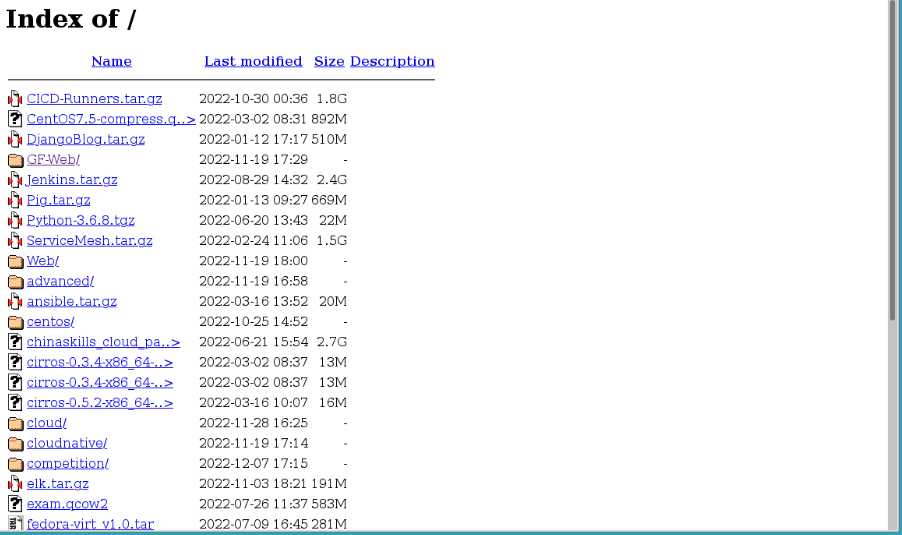 Index of /
Name Last modified Size Description
CICD-Runners.tar.gz 2022-10-30 00:36 1.8G
CentOS7.5-compress.q..> 2022-03-02 08:31 892M
DjangoBlog.tar.gz 2022-01-12 17:17 510M
GF-Web/ 2022-11-19 17:29 -
Jenkins.tar.gz 2022-08-29 14:32 2.4G
Pig.tar.gz 2022-01-13 09:27 669M
Python-3.6.8.tgz 2022-06-20 13:43 22M
ServiceMesh.tar.gz 2022-02-24 11:06 1.5G
Web/ 2022-11-19 18:00 -
advanced/ 2022-11-19 16:58 -
ansible.tar.gz 2022-03-16 13:52 20M
centos/ 2022-10-25 14:52 -
chinaskills_cloud_pa..> 2022-06-21 15:54 2.7G
cirros-0.3.4-x86_64-..> 2022-03-02 08:37 13M
cirros-0.3.4-x86_64-..> 2022-03-02 08:37 13M
cirros-0.5.2-x86_64-..> 2022-03-16 10:07 16M
cloud/ 2022-11-28 16:25 -
cloudnative/ 2022-11-19 17:14 -
competition/ 2022-12-07 17:15 -
elk.tar.gz 2022-11-03 18:21 191M
exam.qcow2 2022-07-26 11:37 583M
fedora-virt_v1.0.tar 2022-07-09 16:45 281M